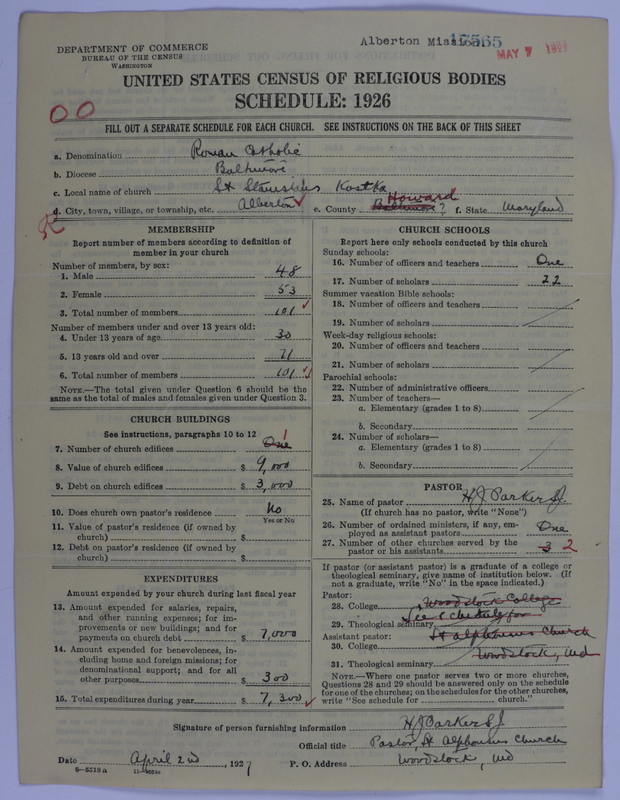 Alberton Mission
17565
MAY 7
DEPARTMENT OF COMMERCE
BUREAU OF THE CENSUS
WASHINGTON
UNITED STATES CENSUS OF RELIGIOUS BODIES
SCHEDULE: 1926
00
FILL OUT A SEPARATE SCHEDULE FOR EACH CHURCH. SEE INSTRUCTIONS ON THE BACK OF THIS SHEET
a. Denomination Roman Catholic
b. Diocese Baltimore
c. Local name of church St Stanislus Kostka
d. City, town, village, or township, etc. Alberton ✓ e. County Baltimore? Howard f. State Maryland
MEMBERSHIP
Report number of members according to definition of
member in your church
Number of members, by sex:
1. Male 48
2. Female 53
3. Total number of members 101 ✓
Number of members under and over 13 years old:
4. Under 13 years of age 30
5. 13 years old and over 71
6. Total number of members 101 ✓
NOTE.—The total given under Question 6 should be the
same as the total of males and females given under Question 3.
CHURCH BUILDINGS
See instructions, paragraphs 10 to 12
7. Number of church edifices One 1
8. Value of church edifices $ 9,000
9. Debt on church edifices $ 3,000
10. Does church own pastor's residence No
Yes or No
11. Value of pastor's residence (if owned by
church) $
12. Debt on pastor's residence (if owned by
church) $
EXPENDITURES
Amount expended by your church during last fiscal year
13. Amount expended for salaries, repairs,
and other running expenses; for im-
provements or new buildings; and for
payments on church debt $ 7,000
14. Amount expended for benevolences, in-
cluding home and foreign missions; for
denominational support; and for all
other purposes $ 300
15. Total expenditures during year $ 7,300 ✓
CHURCH SCHOOLS
Report here only schools conducted by this church
Sunday schools:
16. Number of officers and teachers One
17. Number of scholars 22
Summer vacation Bible schools:
18. Number of officers and teachers
19. Number of scholars
Week-day religious schools:
20. Number of officers and teachers
21. Number of scholars
Parochial schools:
22. Number of administrative officers
23. Number of teachers—
a. Elementary (grades 1 to 8)
b. Secondary
24. Number of scholars—
a. Elementary (grades 1 to 8)
b. Secondary
PASTOR
25. Name of pastor H J Parker SJ.
(If church has no pastor, write "None")
26. Number of ordained ministers, if any, em-
ployed as assistant pastors One
27. Number of other churches served by the
pastor or his assistants 3 2
If pastor (or assistant pastor) is a graduate of a college or
theological seminary, give name of institution below. (If
not a graduate, write "No" in the space indicated.)
Pastor:
28. College Woodstock College
29. Theological seminary See schedule for
Assistant pastor: St Alphonsus Church
30. College Woodstock, Md
31. Theological seminary
NOTE.—Where one pastor serves two or more churches,
Questions 28 and 29 should be answered only on the schedule
for one of the churches; on the schedules for the other churches,
write "See schedule for church."
Signature of person furnishing information H J Parker SJ
Official title Pastor, St Alphonsus Church
Date April 2nd, 1927 P. O. Address Woodstock, Md
8-5518a